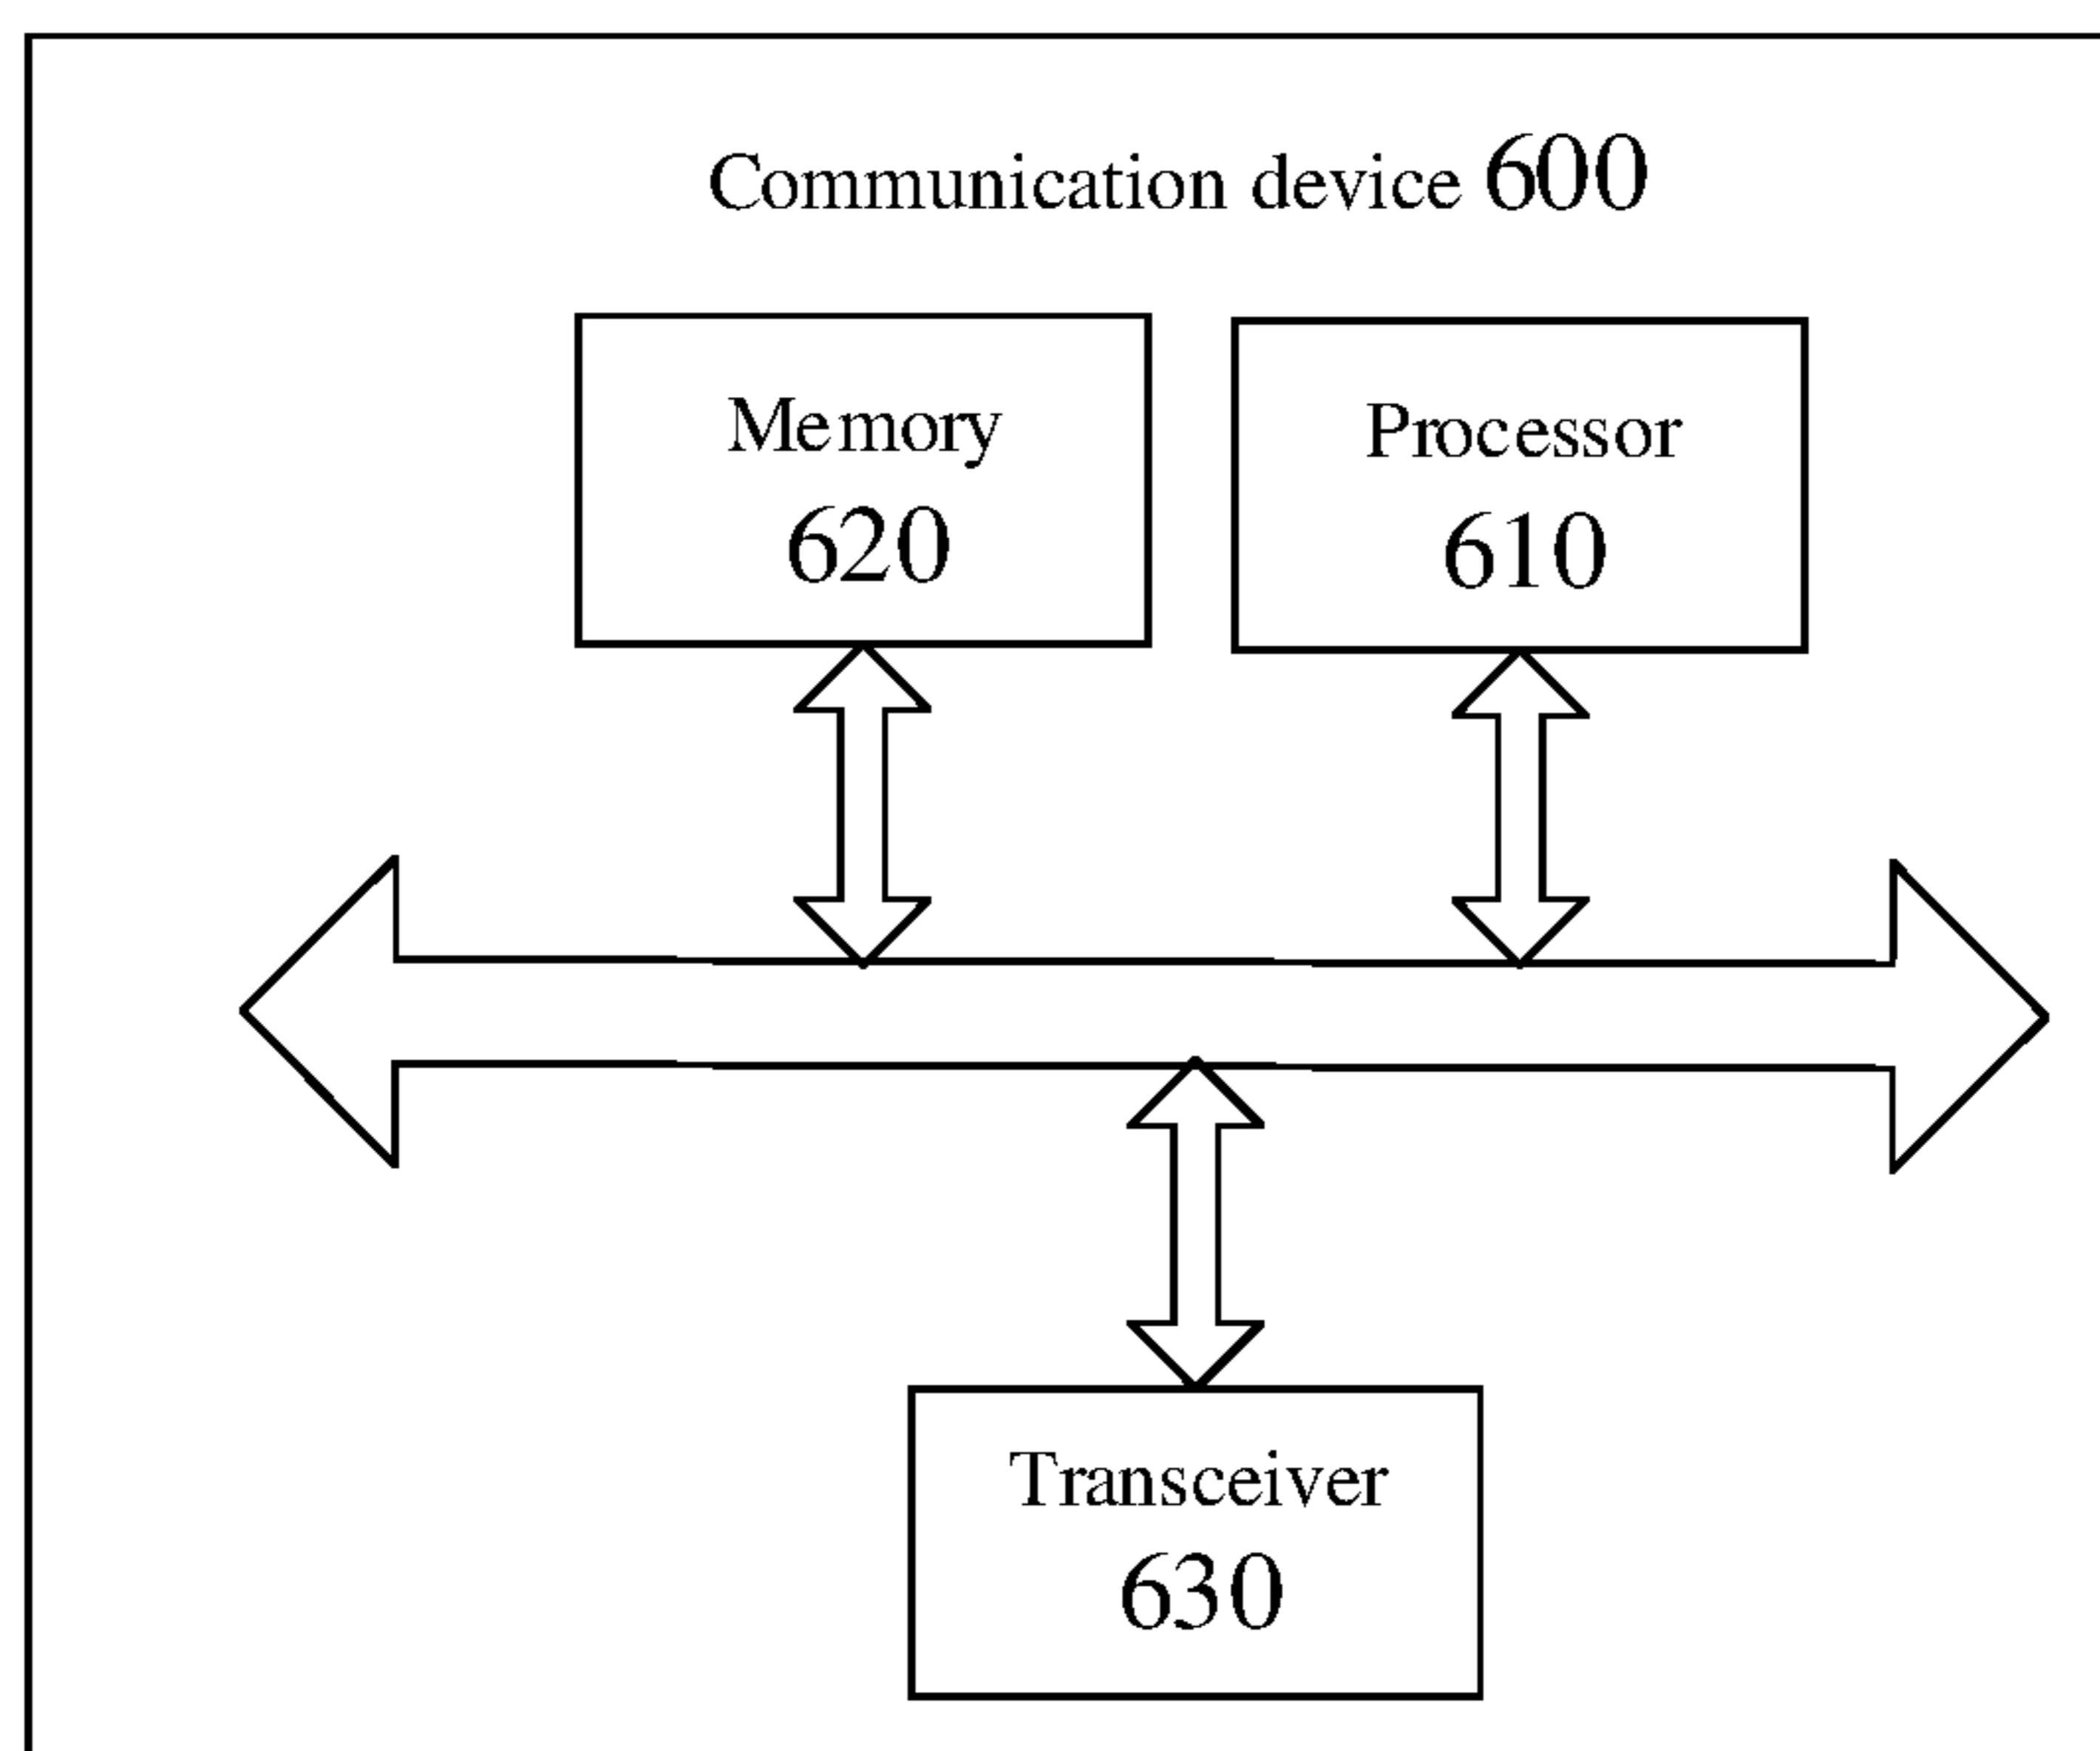 Communication device 600
Memory
620
Processor
610
Transceiver
630